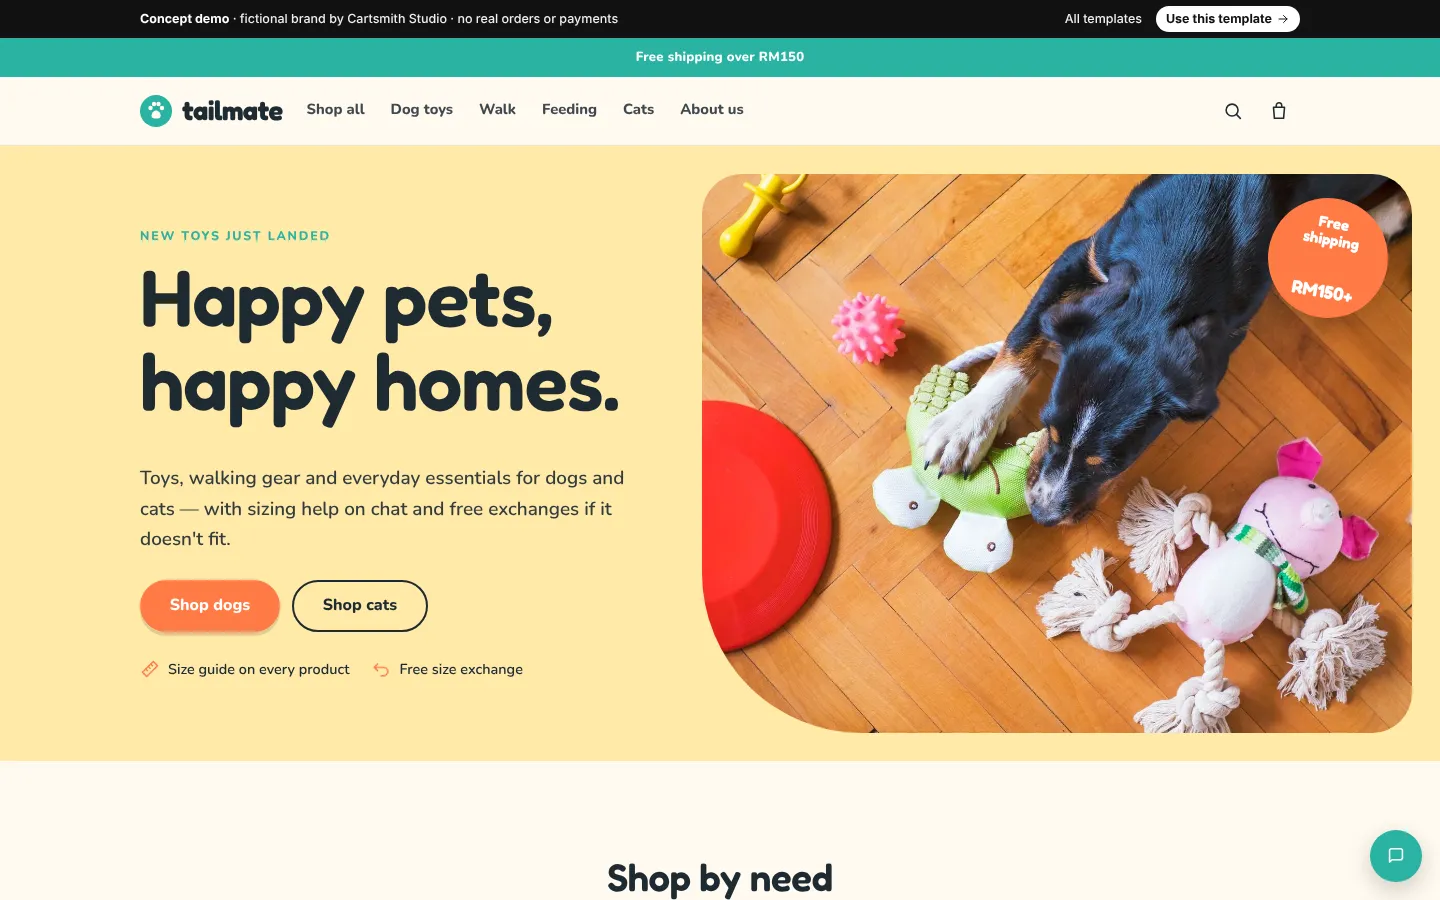 Concept demo · fictional brand by Cartsmith Studio · no real orders or payments
All templates
Use this template →
Free shipping over RM150
tailmate
Shop all
Dog toys
Walk
Feeding
Cats
About us
NEW TOYS JUST LANDED
Happy pets,
happy homes.
Toys, walking gear and everyday essentials for dogs and
cats — with sizing help on chat and free exchanges if it
doesn't fit.
Shop dogs
Shop cats
Size guide on every product
Free size exchange
Free
shipping
RM150+
Shop by need